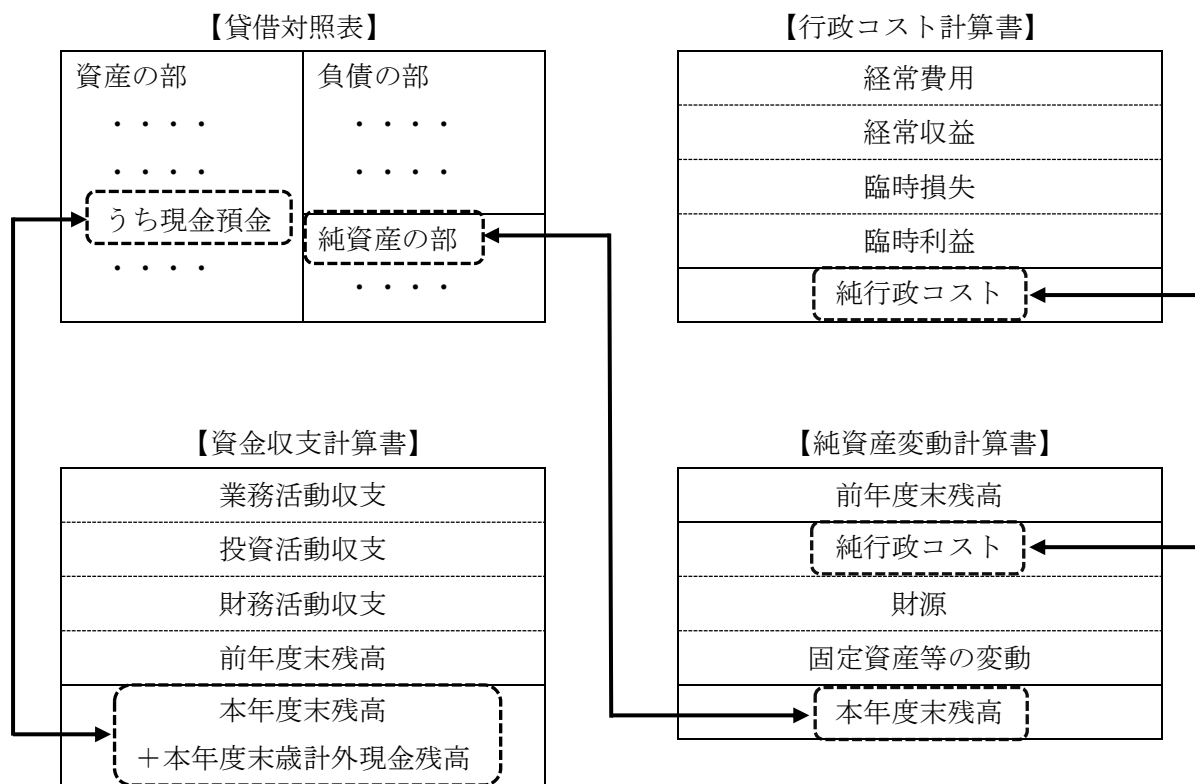 【貸借対照表】
資産の部
・・・・
・・・・
うち現金預金
・・・・
負債の部
・・・・
・・・・
純資産の部
・・・・
【行政コスト計算書】
経常費用
経常収益
臨時損失
臨時利益
純行政コスト
【資金収支計算書】
業務活動収支
投資活動収支
財務活動収支
前年度末残高
本年度末残高
＋本年度末歳計外現金残高
【純資産変動計算書】
前年度末残高
純行政コスト
財源
固定資産等の変動
本年度末残高